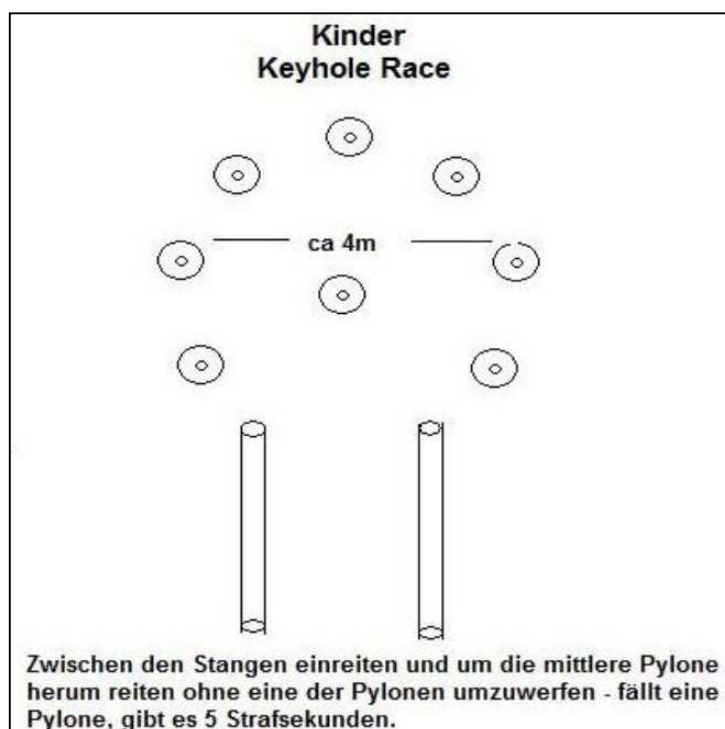 Kinder
Keyhole Race
ca 4m
Zwischen den Stangen einreiten und um die mittlere Pylone
herum reiten ohne eine der Pylonen umzuwerfen - fällt eine
Pylone, gibt es 5 Strafsekunden.